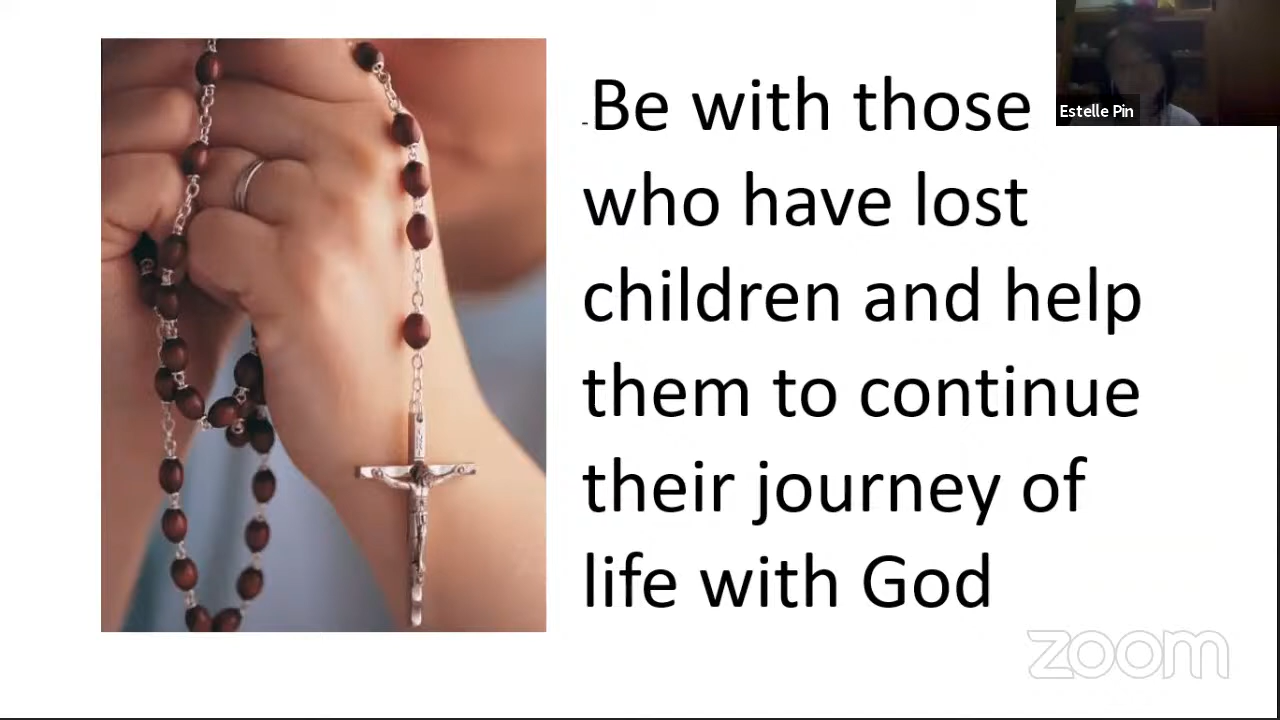 -Be with those
who have lost
children and help
them to continue
their journey of
life with God
Estelle Pin
zoom